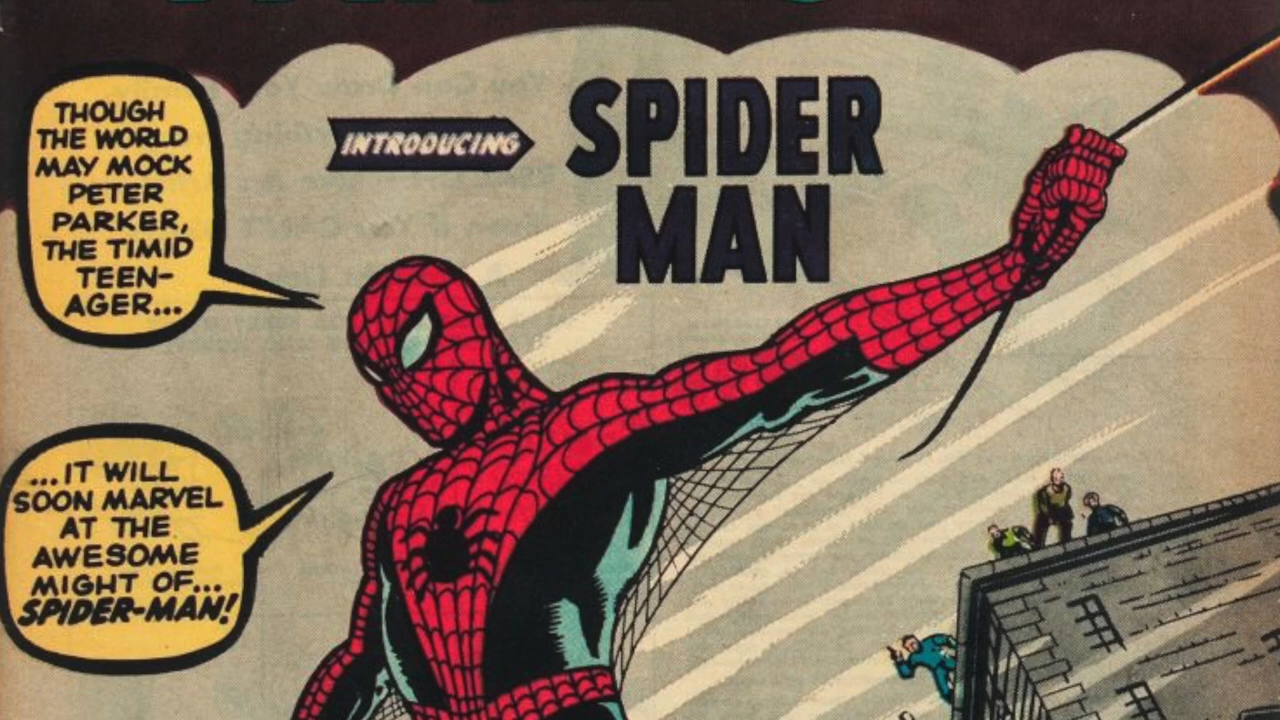 THOUGH
THE WORLD
MAY MOCK
PETER
PARKER,
THE TIMID
TEEN-
AGER...
INTRODUCING
SPIDER
MAN
...IT WILL
SOON MARVEL
AT THE
AWESOME
MIGHT OF...
SPIDER-MAN!